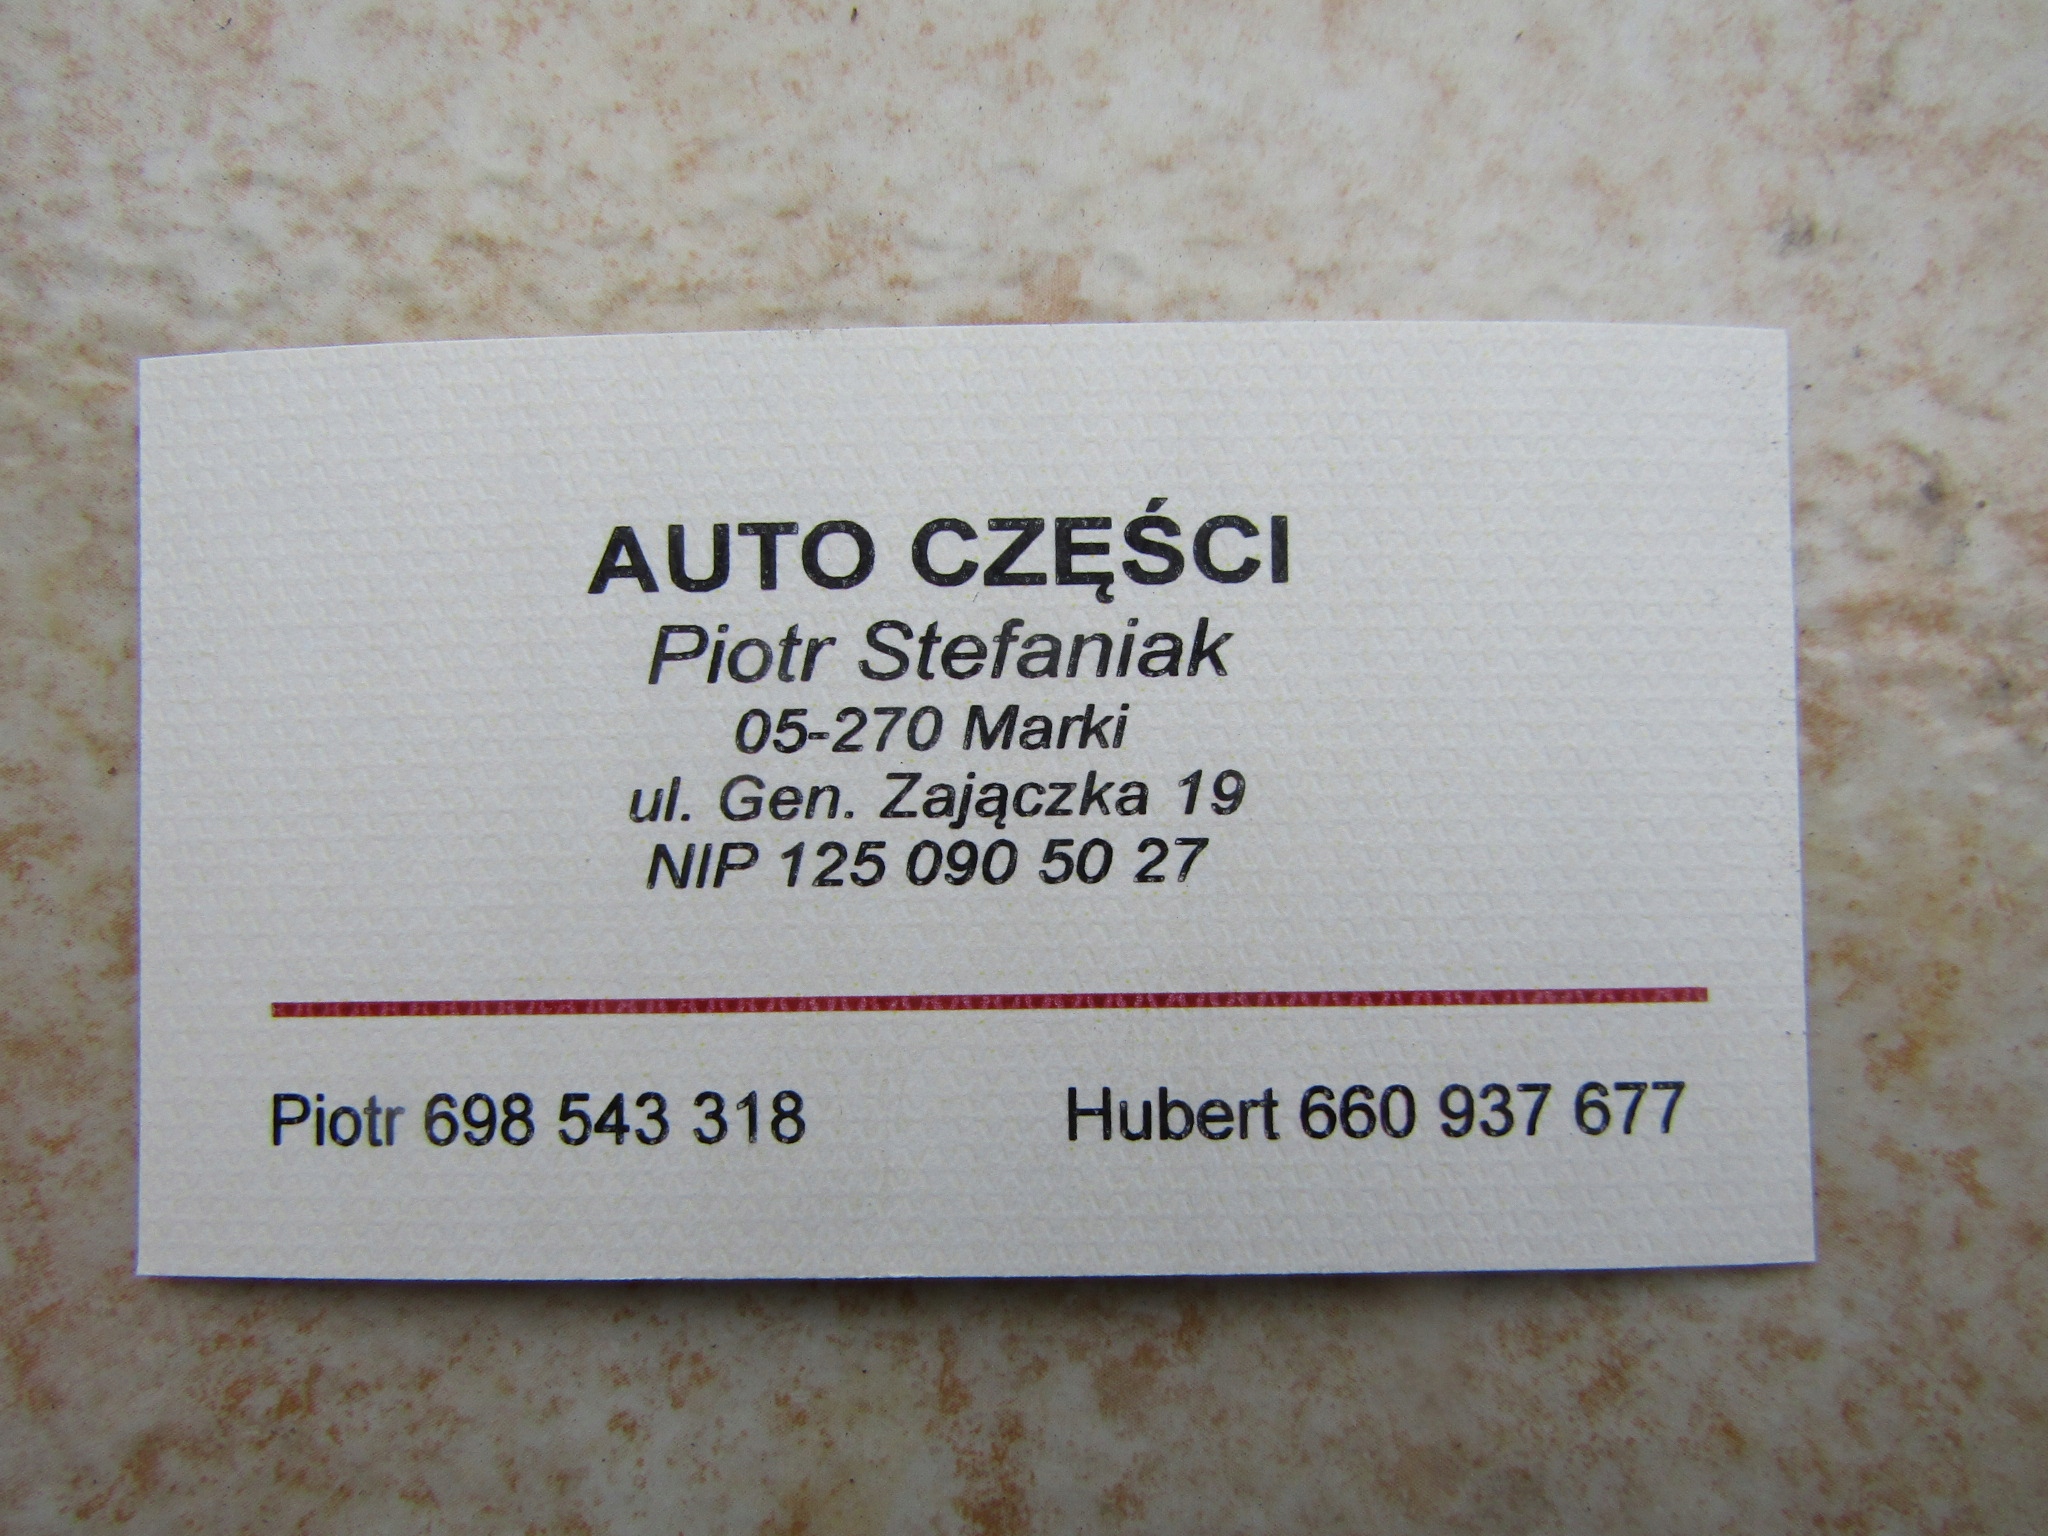 AUTO CZĘŚCI
Piotr Stefaniak
05-270 Marki
ul. Gen. Zajączka 19
NIP 125 090 50 27
Piotr 698 543 318
Hubert 660 937 677